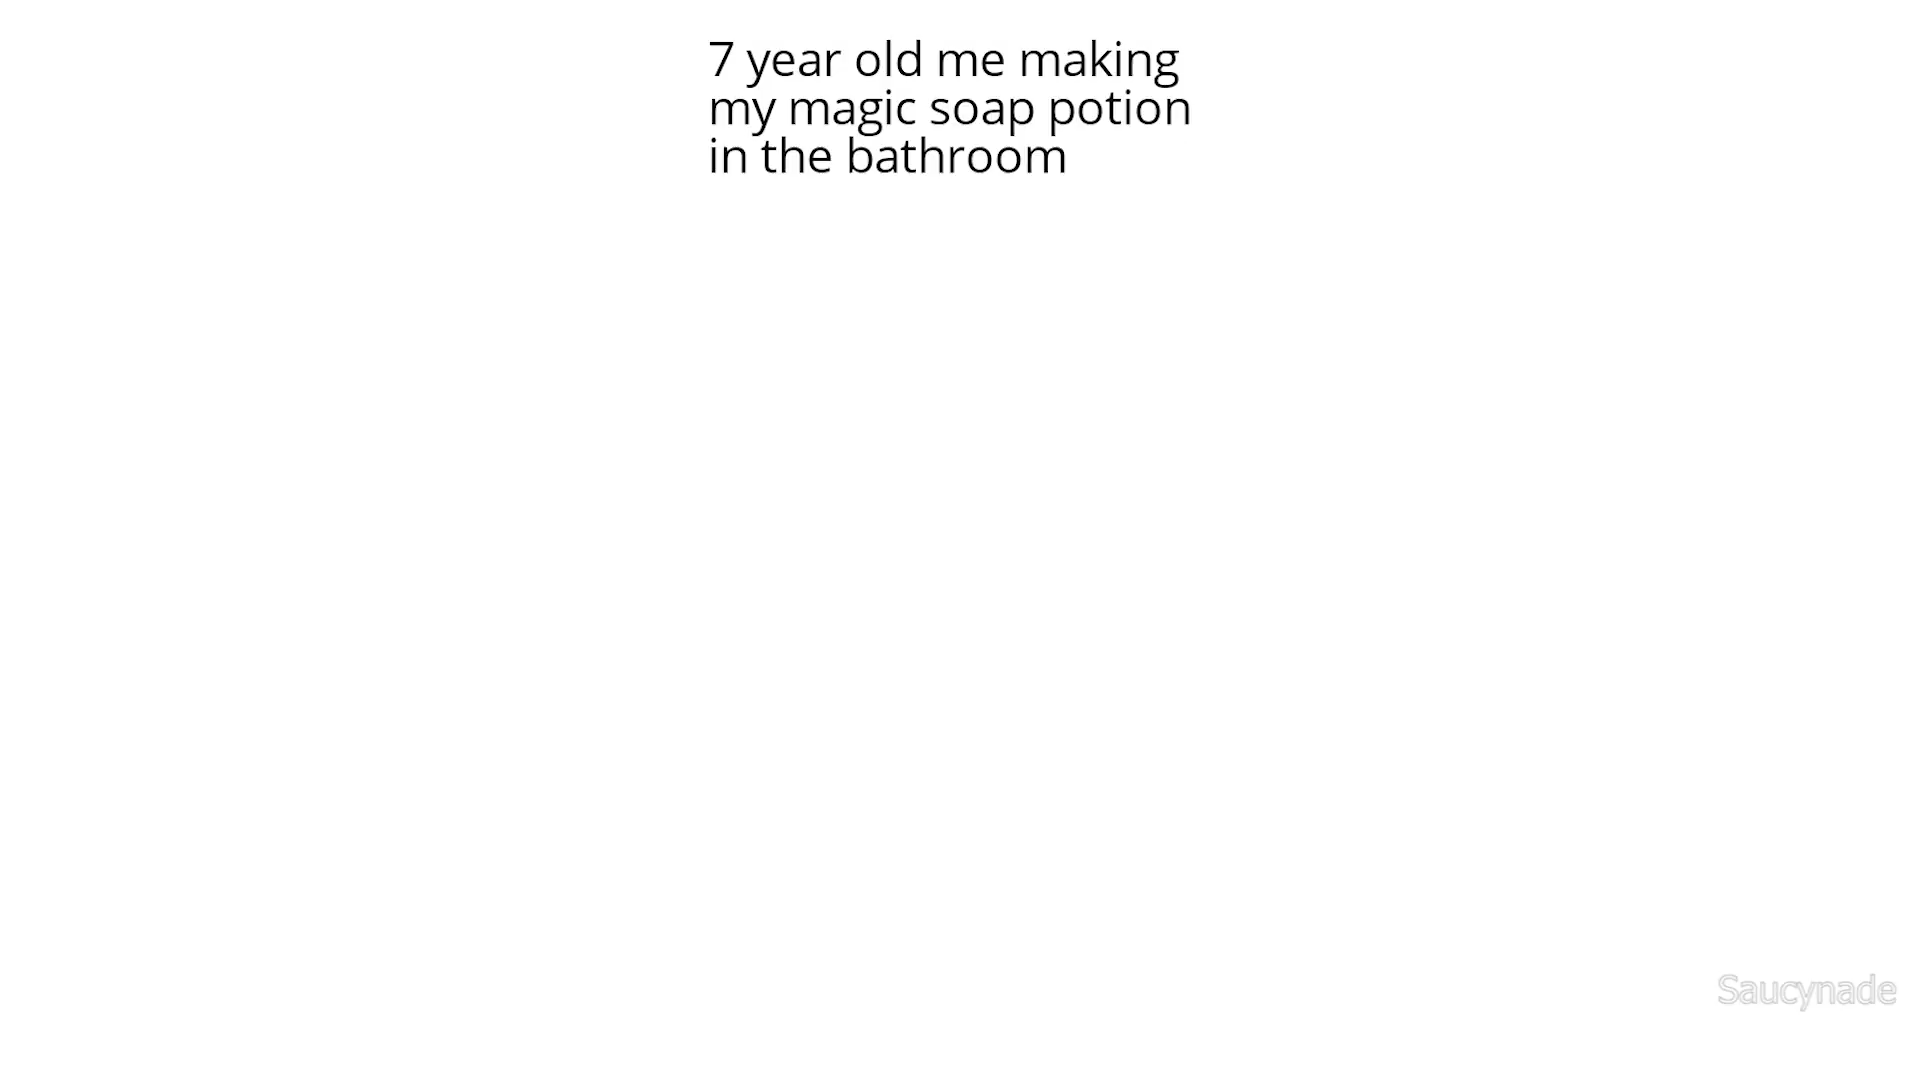 7 year old me making
my magic soap potion
in the bathroom
Saucynade